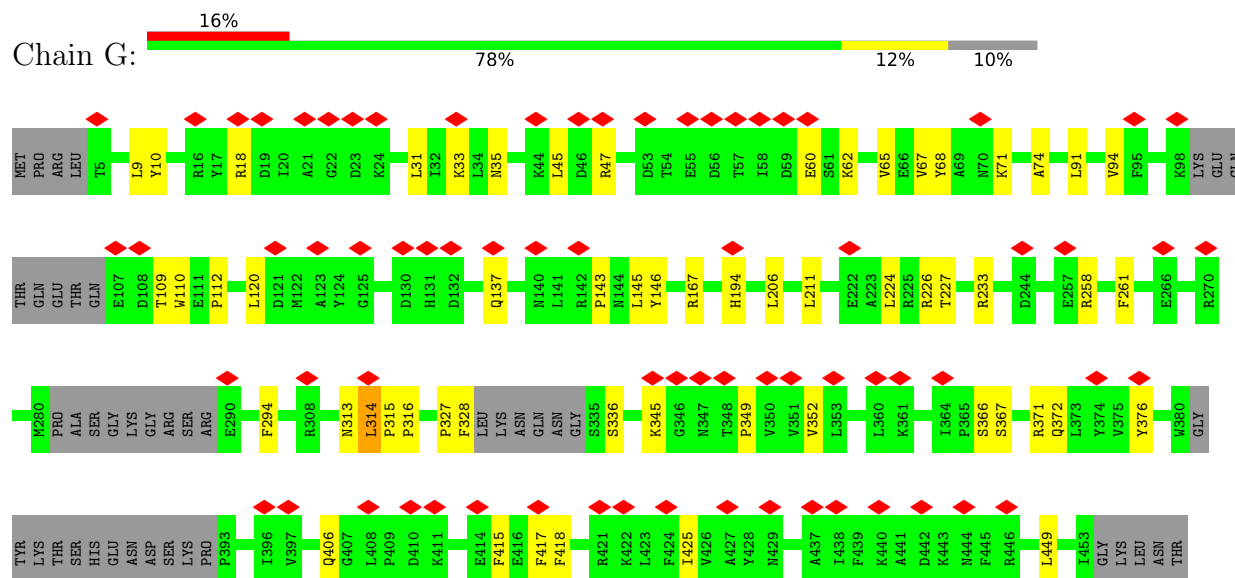 16%
Chain G:
78% 12% 10%
MET PRO ARG LEU T5 L9 Y10 R16 Y17 R18 D19 I20 A21 G22 D23 K24 L31 I32 K33 L34 N35 K44 L45 D46 R47 D53 T54 E55 D56 T57 I58 D59 E60 S61 K62 V65 E66 V67 Y68 A69 N70 K71 A74 L91 V94 F95 K98 LYS GLU GLN
THR GLN GLU THR GLN E107 D108 T109 W110 E111 P112 L120 D121 M122 A123 Y124 G125 D130 H131 D132 Q137 N140 L141 R142 P143 N144 L145 Y146 R167 H194 L206 L211 E222 A223 L224 R225 R226 T227 R233 D244 E257 R258 F261 E266 R270
M280 PRO ALA SER GLY LYS GLY ARG SER ARG E290 F294 R308 N313 L314 P315 P316 P327 F328 LEU LYS ASN GLN ASN GLY S335 S336 K345 G346 N347 T348 P349 V350 V351 V352 L353 L360 K361 I364 P365 S366 S367 R371 Q372 L373 Y374 V375 Y376 W380 GLY
TYR LYS THR SER HIS GLU ASN ASP SER LYS PRO P393 I396 V397 Q406 G407 L408 P409 D410 K411 E414 F415 E416 F417 F418 R421 K422 L423 F424 I425 V426 A427 Y428 N429 A437 I438 F439 K440 A441 D442 K443 N444 F445 R446 L449 I453 GLY LYS LEU ASN THR